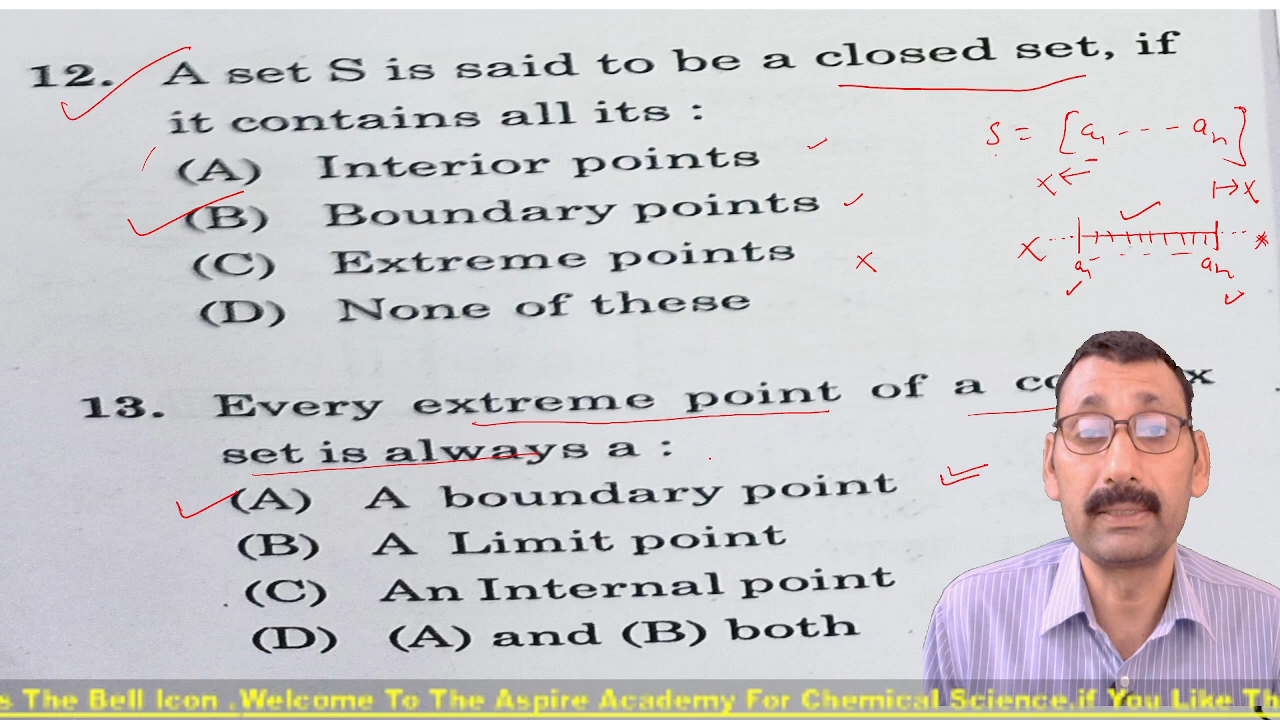 12. A set S is said to be a closed set, if
it contains all its :
(A) Interior points
(B) Boundary points
(C) Extreme points
(D) None of these
S = [a₁ - - - - aₙ]
x ←
↦ x
x
a₁
aₙ
13. Every extreme point of a
set is always a :
(A) A boundary point
(B) A Limit point
(C) An Internal point
(D) (A) and (B) both
s The Bell Icon .Welcome To The Aspire Academy For Chemical Science.if You Like Th